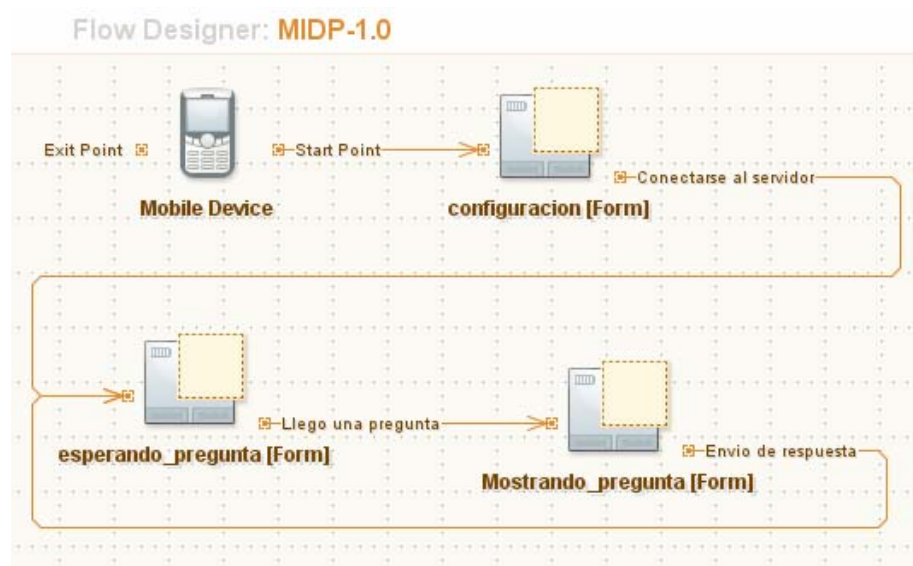 Flow Designer: MIDP-1.0
Exit Point
Start Point
Mobile Device
configuracion [Form]
Conectarse al servidor
Llego una pregunta
esperando_pregunta [Form]
Envio de respuesta
Mostrando_pregunta [Form]